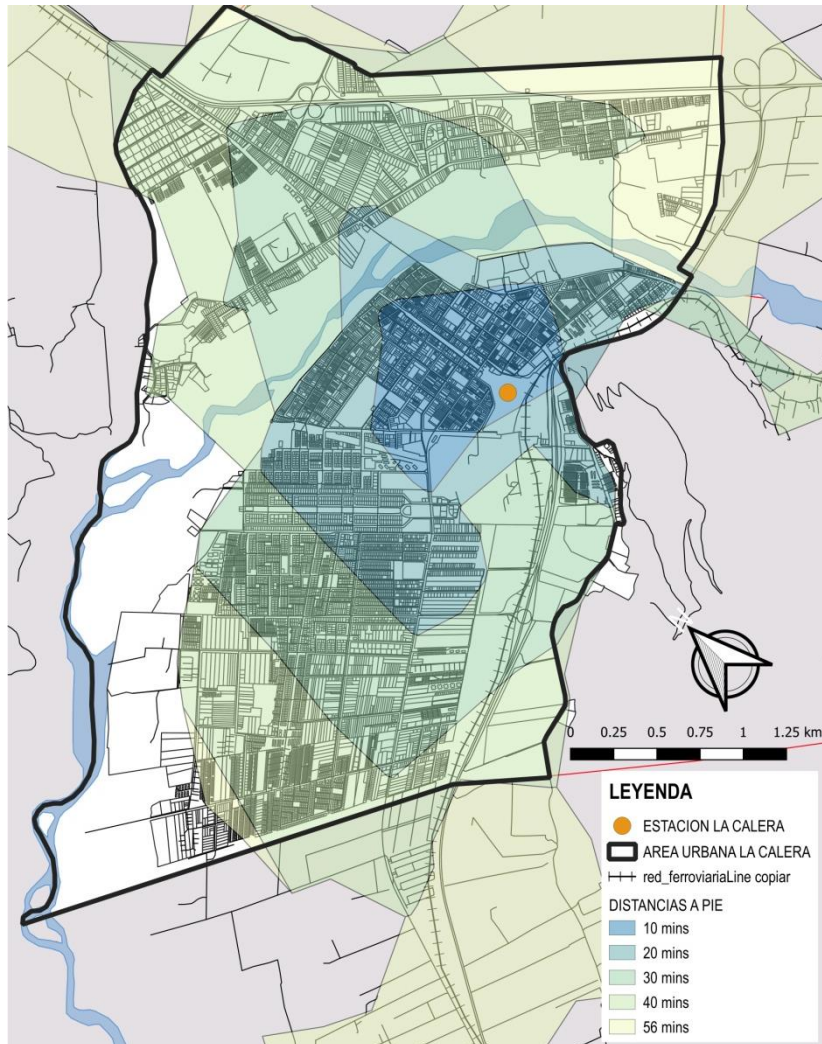 0 0.25 0.5 0.75 1 1.25 km
LEYENDA
ESTACION LA CALERA
AREA URBANA LA CALERA
red_ferroviariaLine copiar
DISTANCIAS A PIE
10 mins
20 mins
30 mins
40 mins
56 mins